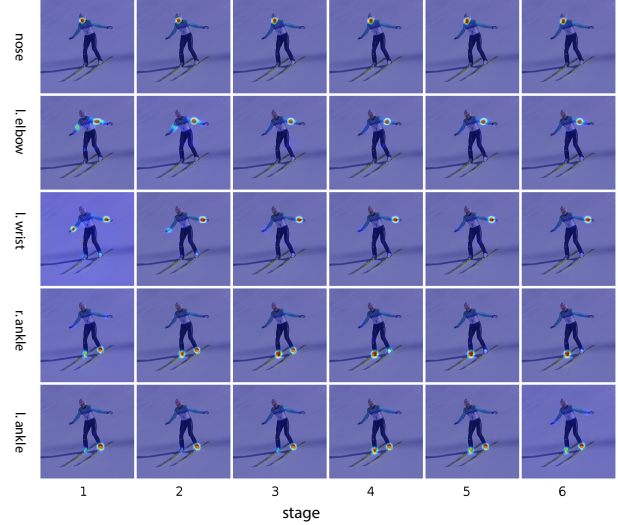 nose
l. elbow
l. wrist
r. ankle
l. ankle
1 2 3 4 5 6
stage